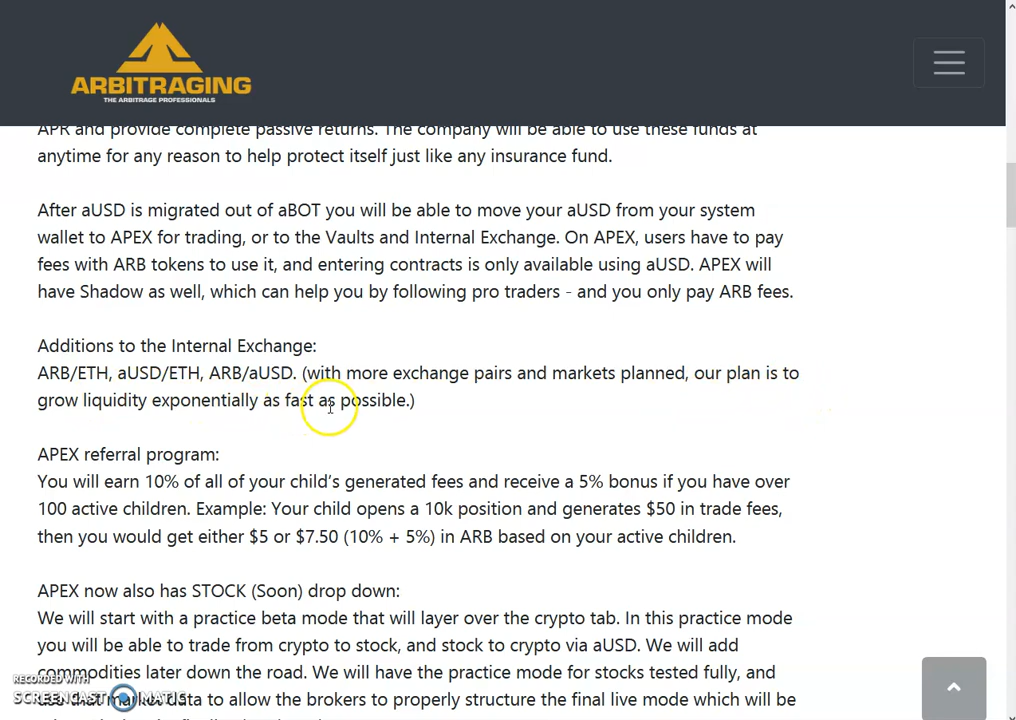 ARBITRAGING
THE ARBITRAGE PROFESSIONALS
APR and provide complete passive returns. The company will be able to use these funds at
anytime for any reason to help protect itself just like any insurance fund.
After aUSD is migrated out of aBOT you will be able to move your aUSD from your system
wallet to APEX for trading, or to the Vaults and Internal Exchange. On APEX, users have to pay
fees with ARB tokens to use it, and entering contracts is only available using aUSD. APEX will
have Shadow as well, which can help you by following pro traders - and you only pay ARB fees.
Additions to the Internal Exchange:
ARB/ETH, aUSD/ETH, ARB/aUSD. (with more exchange pairs and markets planned, our plan is to
grow liquidity exponentially as fast as possible.)
APEX referral program:
You will earn 10% of all of your child's generated fees and receive a 5% bonus if you have over
100 active children. Example: Your child opens a 10k position and generates $50 in trade fees,
then you would get either $5 or $7.50 (10% + 5%) in ARB based on your active children.
APEX now also has STOCK (Soon) drop down:
We will start with a practice beta mode that will layer over the crypto tab. In this practice mode
you will be able to trade from crypto to stock, and stock to crypto via aUSD. We will add
commodities later down the road. We will have the practice mode for stocks tested fully, and
use that market data to allow the brokers to properly structure the final live mode which will be
RECORDED WITH
SCREENCAST MATIC